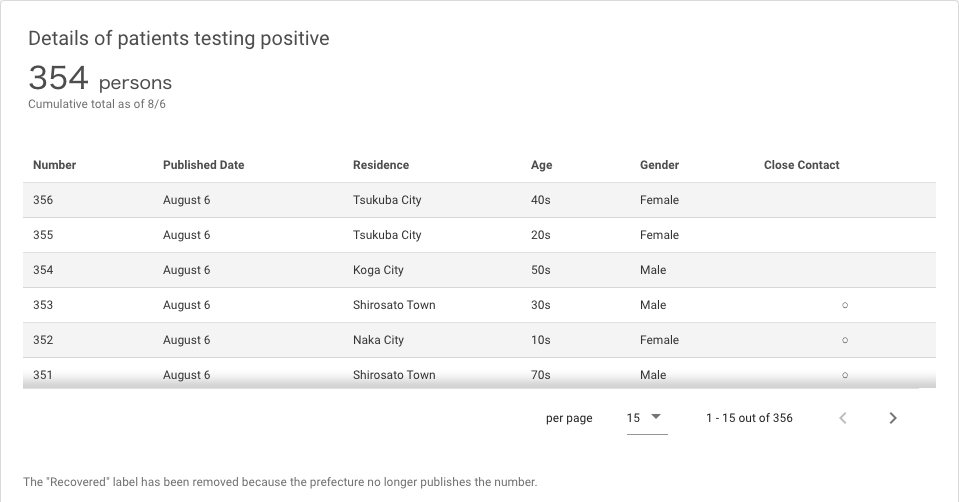 Details of patients testing positive
354 persons
Cumulative total as of 8/6
Number Published Date Residence Age Gender Close Contact
356 August 6 Tsukuba City 40s Female
355 August 6 Tsukuba City 20s Female
354 August 6 Koga City 50s Male
353 August 6 Shirosato Town 30s Male ○
352 August 6 Naka City 10s Female ○
351 August 6 Shirosato Town 70s Male ○
per page 15 1 - 15 out of 356
The "Recovered" label has been removed because the prefecture no longer publishes the number.